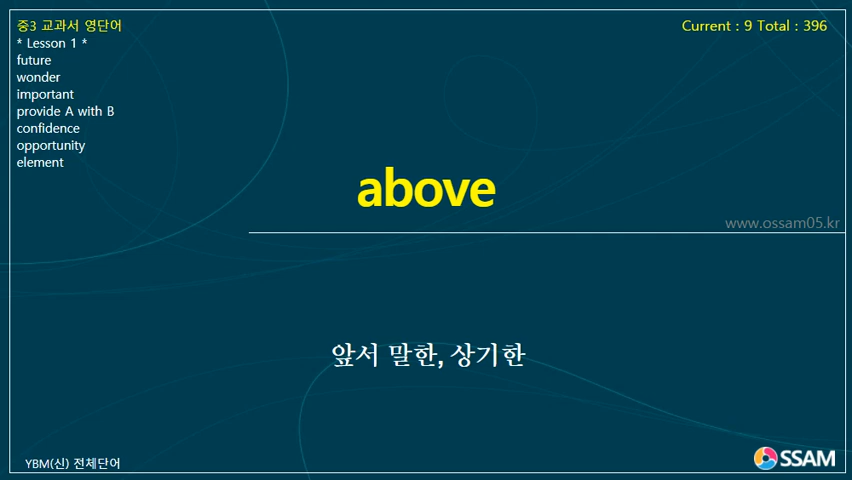 중3 교과서 영단어
* Lesson 1 *
future
wonder
important
provide A with B
confidence
opportunity
element
Current : 9 Total : 396
above
www.ossam05.kr
앞서 말한, 상기한
YBM(신) 전체단어
OSSAM